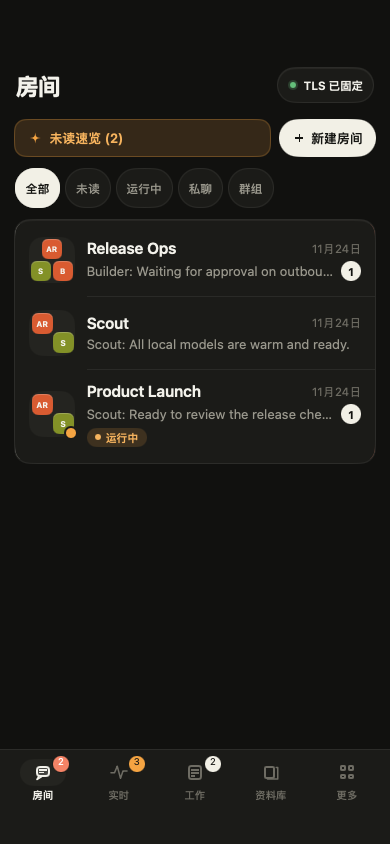 房间
TLS 已固定
未读速览 (2)
+ 新建房间
全部 未读 运行中 私聊 群组
AR
S B
Release Ops 11月24日
Builder: Waiting for approval on outbou... 1
AR
S
Scout 11月24日
Scout: All local models are warm and ready.
AR
S
Product Launch 11月24日
Scout: Ready to review the release che... 1
运行中
2 3 2
房间 实时 工作 资料库 更多